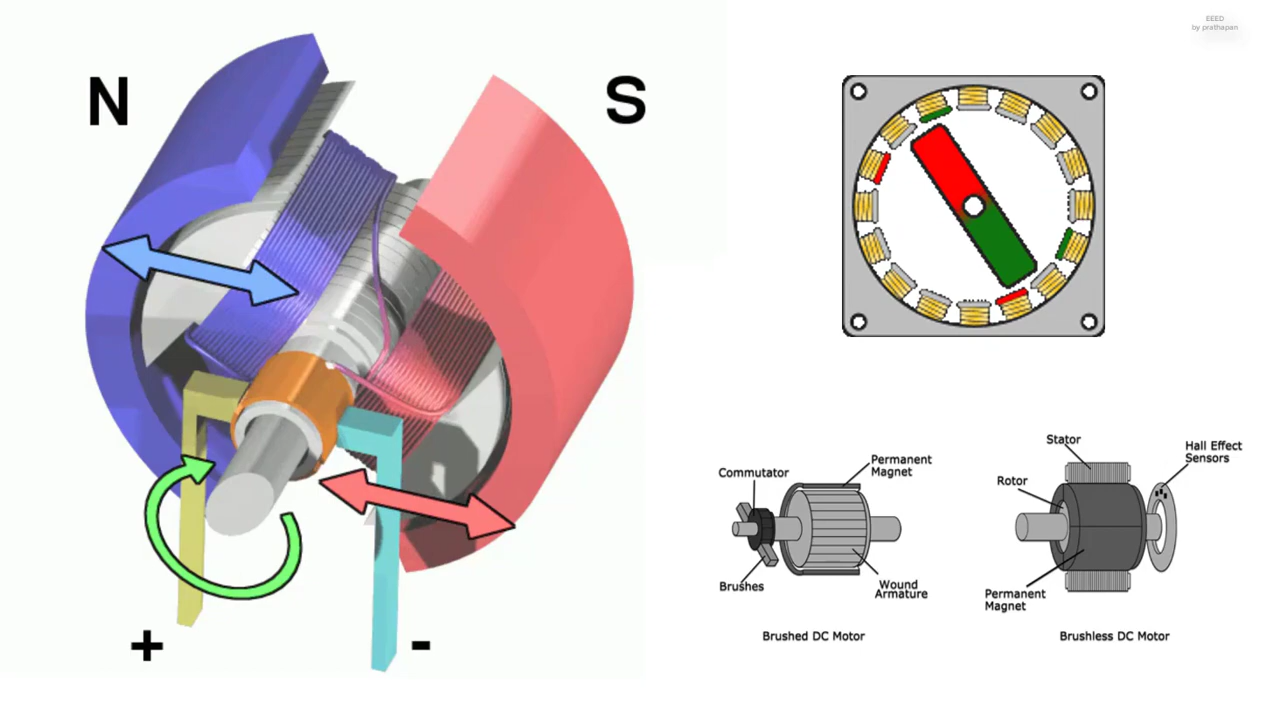 EEED
by prathapan
N
S
+
-
Commutator
Permanent
Magnet
Brushes
Wound
Armature
Brushed DC Motor
Stator
Hall Effect
Sensors
Rotor
Permanent
Magnet
Brushless DC Motor